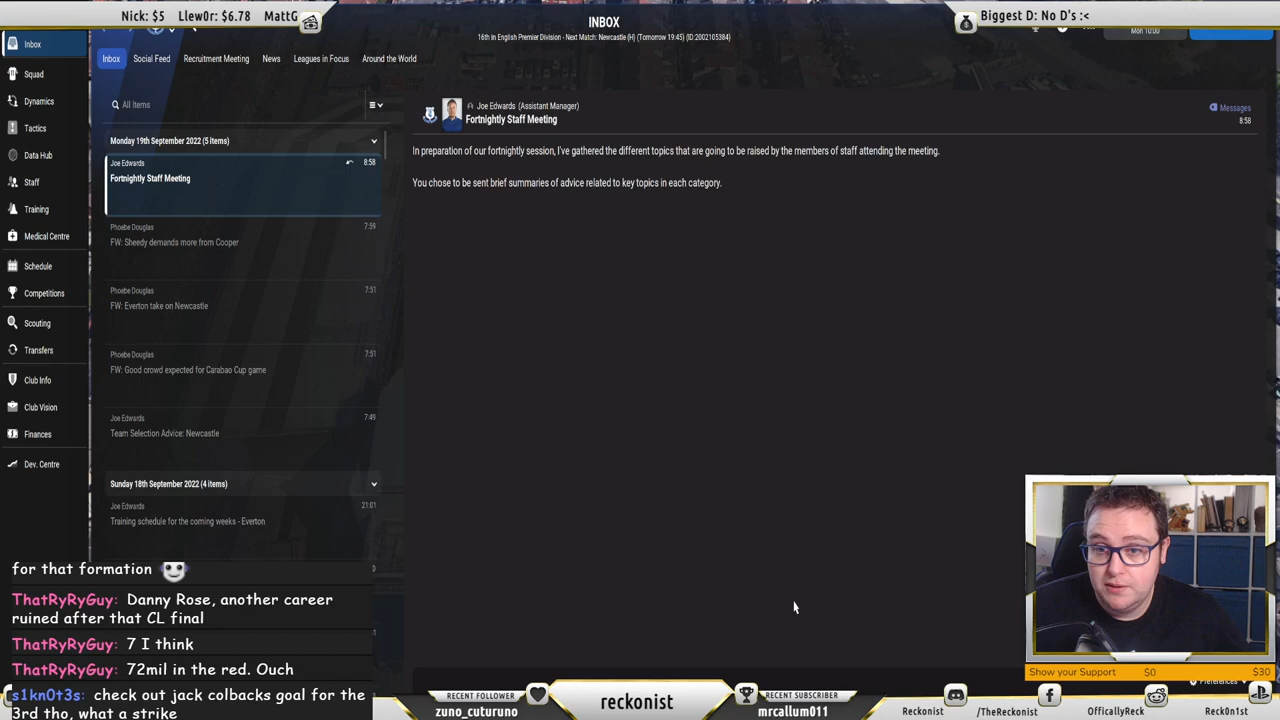 Nick: $5 Llew0r: $6.78 MattG
INBOX
16th in English Premier Division - Next Match: Newcastle (H) (Tomorrow 19:45) (ID:2002105384)
Biggest D: No D's :<
Mon 10:00
Inbox
Squad
Dynamics
Tactics
Data Hub
Staff
Training
Medical Centre
Schedule
Competitions
Scouting
Transfers
Club Info
Club Vision
Finances
Dev. Centre
Inbox Social Feed Recruitment Meeting News Leagues in Focus Around the World
All Items
Monday 19th September 2022 (5 items)
Joe Edwards 8:58
Fortnightly Staff Meeting
Phoebe Douglas 7:59
FW: Sheedy demands more from Cooper
Phoebe Douglas 7:51
FW: Everton take on Newcastle
Phoebe Douglas 7:51
FW: Good crowd expected for Carabao Cup game
Joe Edwards 7:49
Team Selection Advice: Newcastle
Sunday 18th September 2022 (4 items)
Joe Edwards 21:01
Training schedule for the coming weeks - Everton
Joe Edwards (Assistant Manager)
Fortnightly Staff Meeting
Messages
8:58
In preparation of our fortnightly session, I've gathered the different topics that are going to be raised by the members of staff attending the meeting.
You chose to be sent brief summaries of advice related to key topics in each category.
for that formation
ThatRyRyGuy: Danny Rose, another career
ruined after that CL final
ThatRyRyGuy: 7 I think
ThatRyRyGuy: 72mil in the red. Ouch
s1kn0t3s: check out jack colbacks goal for the
3rd tho, what a strike
Show your Support $0 $30
Preferences
RECENT FOLLOWER
zuno_cuturuno
reckonist
RECENT SUBSCRIBER
mrcallum011
Reckonist
/TheReckonist
OfficallyReck
Reck0n1st